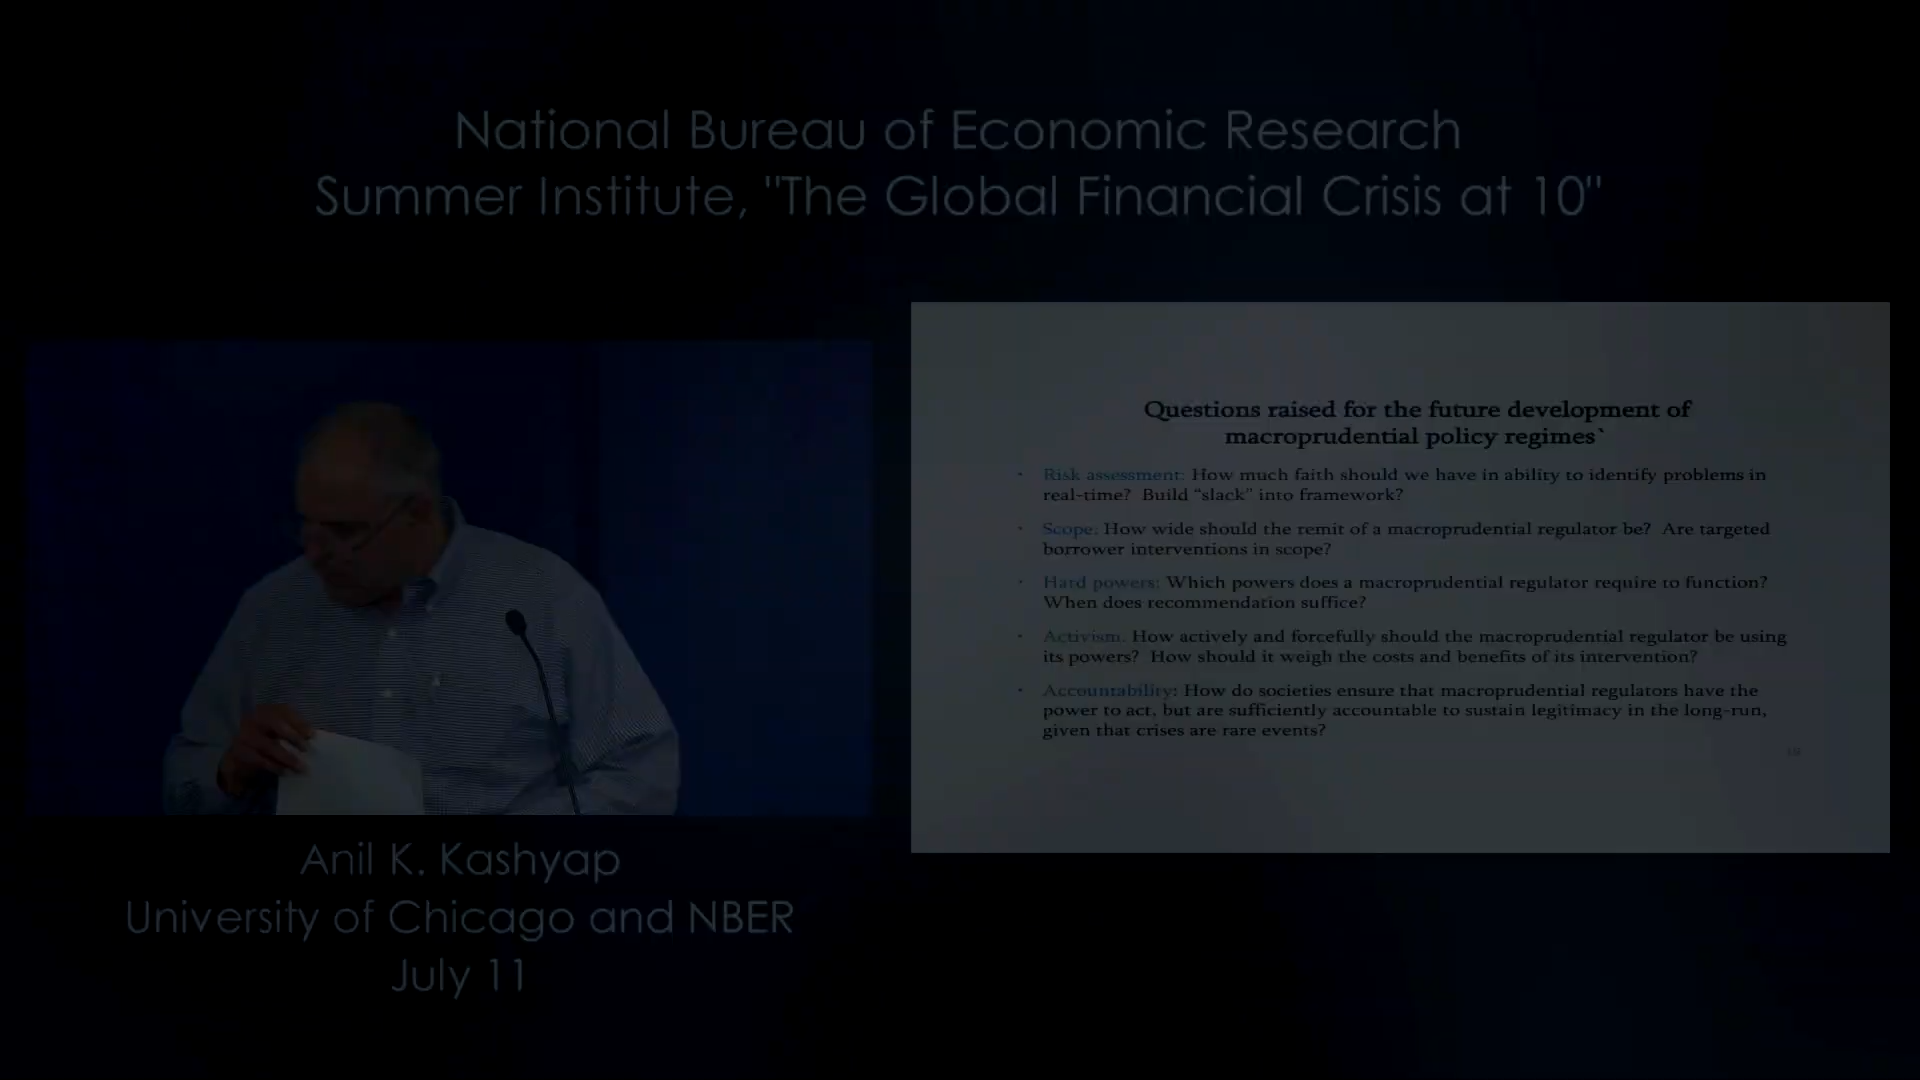 National Bureau of Economic Research
Summer Institute, "The Global Financial Crisis at 10"
Questions raised for the future development of
macroprudential policy regimes`
· Risk assessment: How much faith should we have in ability to identify problems in
real-time? Build “slack” into framework?
· Scope: How wide should the remit of a macroprudential regulator be? Are targeted
borrower interventions in scope?
· Hard powers: Which powers does a macroprudential regulator require to function?
When does recommendation suffice?
· Activism: How actively and forcefully should the macroprudential regulator be using
its powers? How should it weigh the costs and benefits of its intervention?
· Accountability: How do societies ensure that macroprudential regulators have the
power to act, but are sufficiently accountable to sustain legitimacy in the long-run,
given that crises are rare events?
Anil K. Kashyap
University of Chicago and NBER
July 11